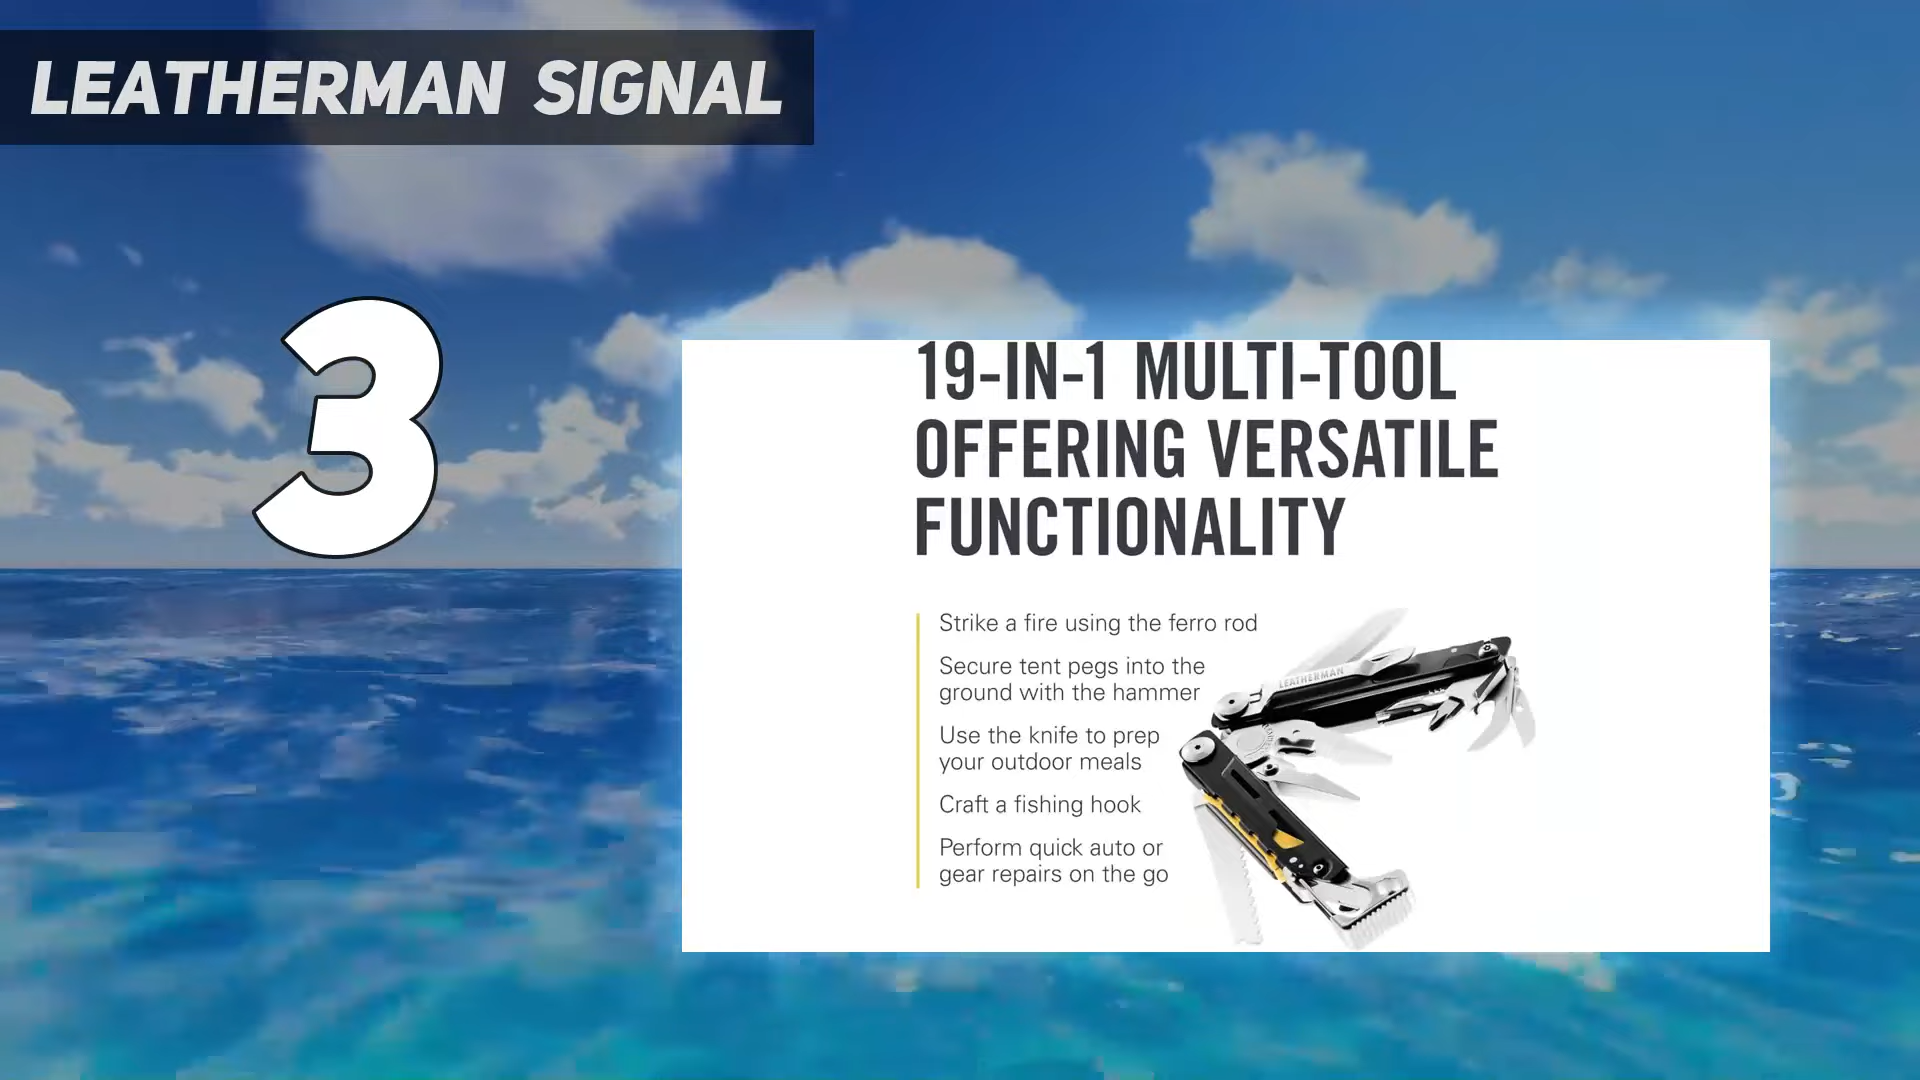 LEATHERMAN SIGNAL
3
19-IN-1 MULTI-TOOL
OFFERING VERSATILE
FUNCTIONALITY
Strike a fire using the ferro rod
Secure tent pegs into the
ground with the hammer
Use the knife to prep
your outdoor meals
Craft a fishing hook
Perform quick auto or
gear repairs on the go
LEATHERMAN